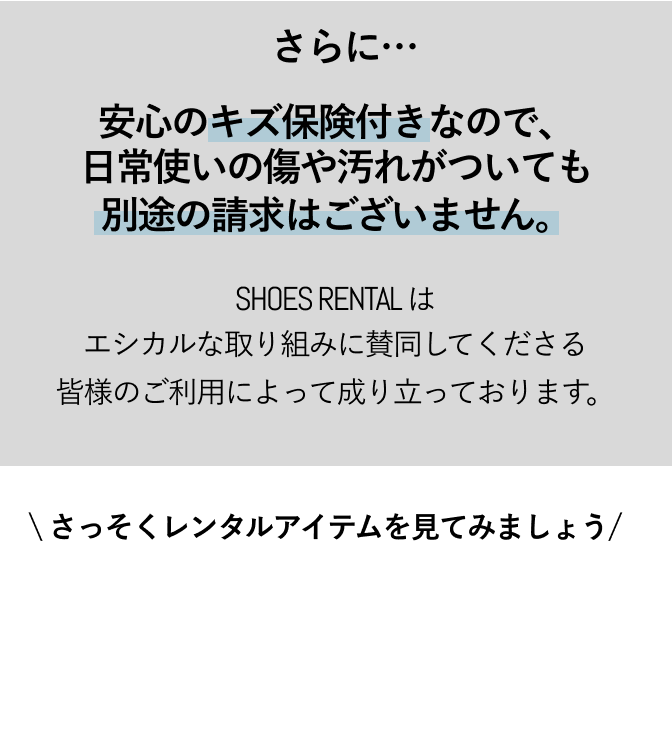 さらに…
安心のキズ保険付きなので、
日常使いの傷や汚れがついても
別途の請求はございません。
SHOES RENTAL は
エシカルな取り組みに賛同してくださる
皆様のご利用によって成り立っております。
\ さっそくレンタルアイテムを見てみましょう/